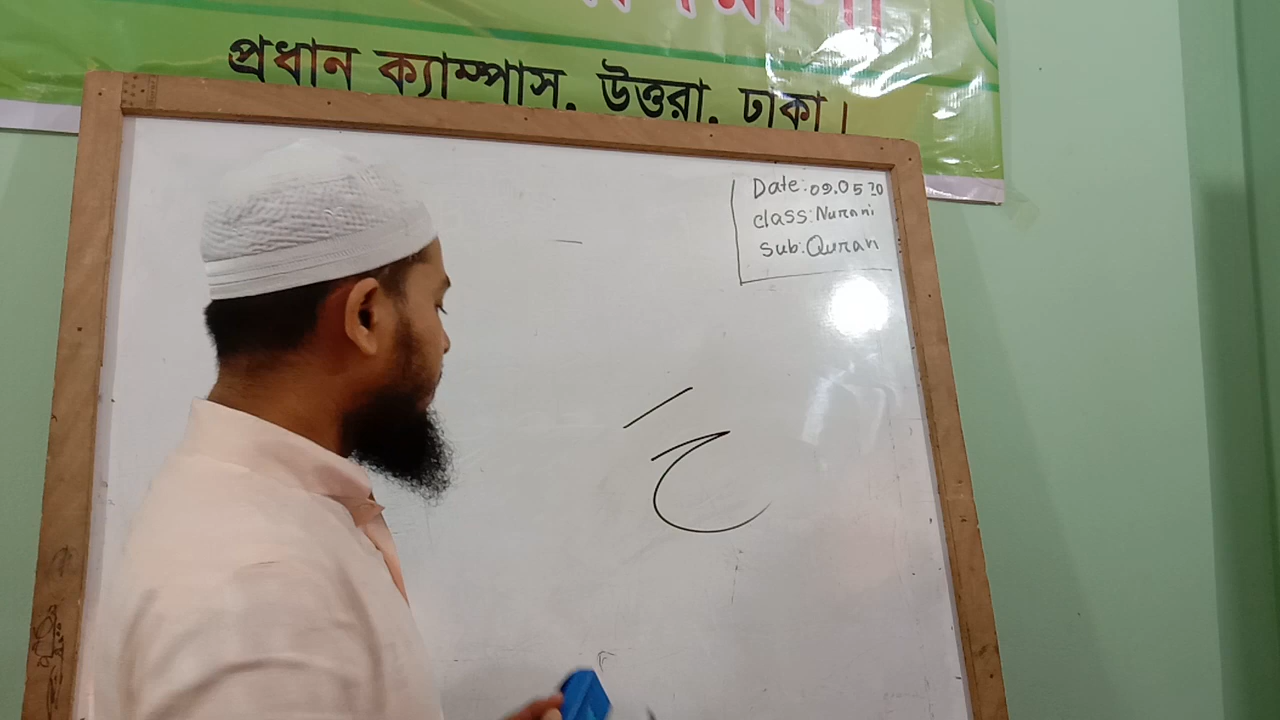 প্রধান ক্যাম্পাস, উত্তরা, ঢাকা।
Date: 09.05 20
class: Nurani
sub: Quran
حَ